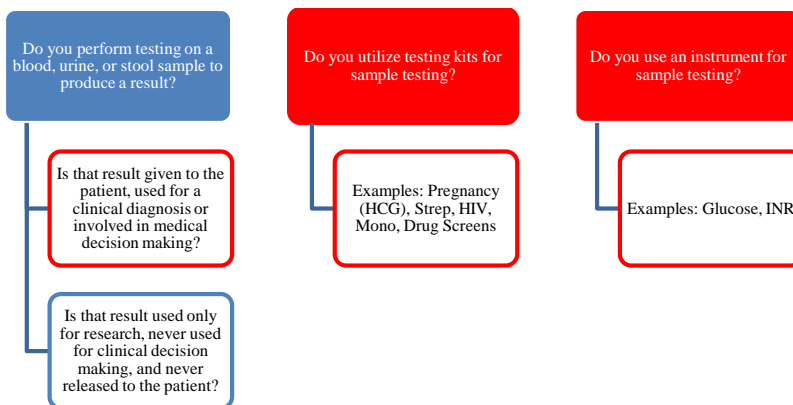 Do you perform testing on a
blood, urine, or stool sample to
produce a result?
Is that result given to the
patient, used for a
clinical diagnosis or
involved in medical
decision making?
Is that result used only
for research, never used
for clinical decision
making, and never
released to the patient?
Do you utilize testing kits for
sample testing?
Examples: Pregnancy
(HCG), Strep, HIV,
Mono, Drug Screens
Do you use an instrument for
sample testing?
Examples: Glucose, INR